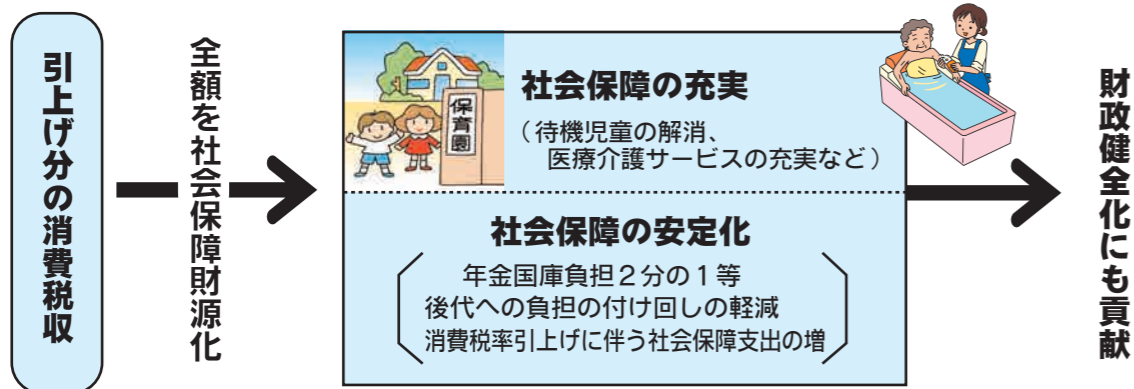 引上げ分の消費税収
全額を社会保障財源化
保育園
社会保障の充実
（待機児童の解消、
医療介護サービスの充実など）
社会保障の安定化
年金国庫負担２分の１等
後代への負担の付け回しの軽減
消費税率引上げに伴う社会保障支出の増
財政健全化にも貢献